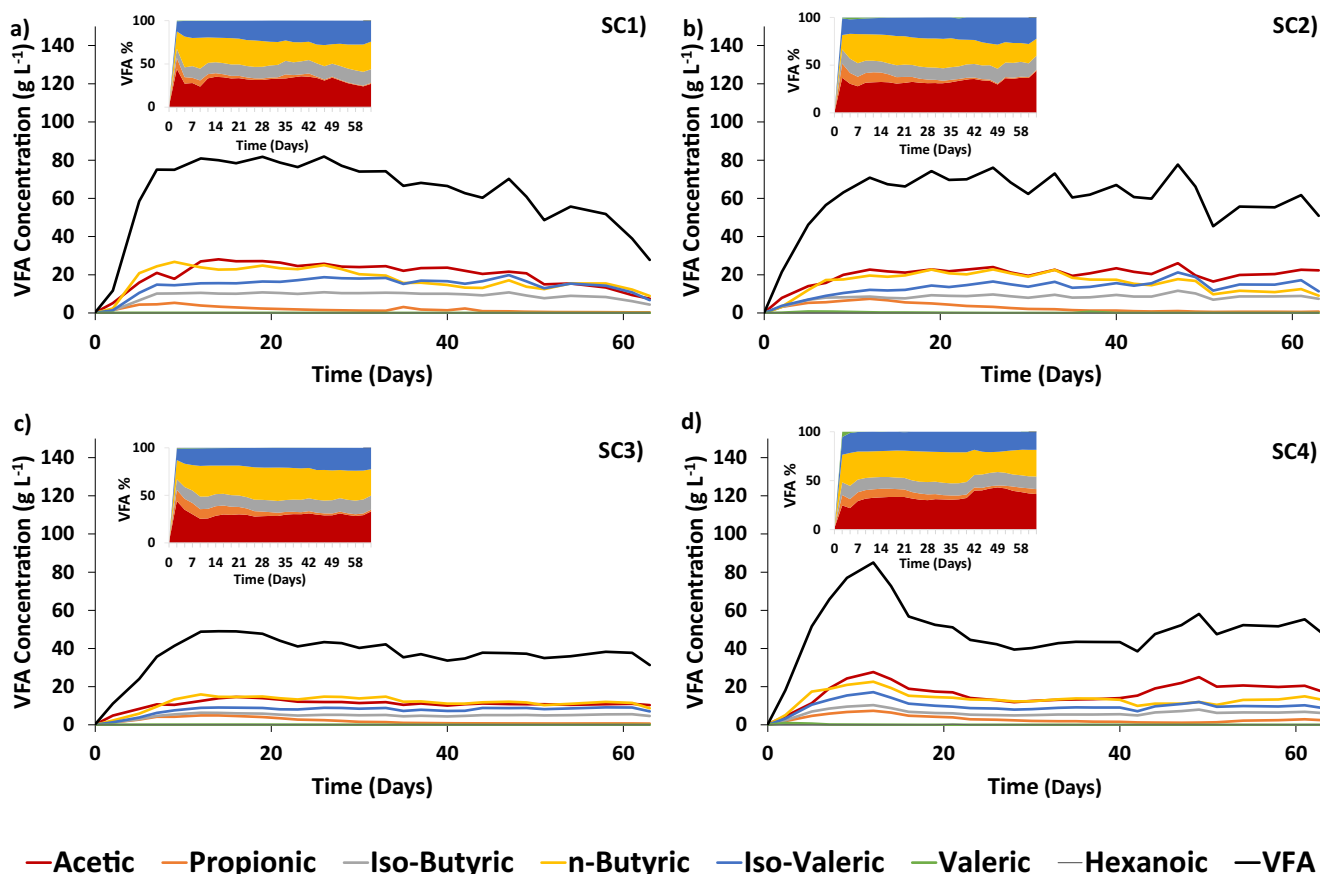 a)
SC1)
VFA Concentration (g L⁻¹)
140
120
100
80
60
40
20
0
0 20 40 60
Time (Days)
VFA %
100
50
0
0 7 14 21 28 35 42 49 58
Time (Days)
b)
SC2)
VFA Concentration (g L⁻¹)
140
120
100
80
60
40
20
0
0 20 40 60
Time (Days)
VFA %
100
50
0
0 7 14 21 28 35 42 49 58
Time (Days)
c)
SC3)
VFA Concentration (g L⁻¹)
140
120
100
80
60
40
20
0
0 20 40 60
Time (Days)
VFA %
100
50
0
0 7 14 21 28 35 42 49 58
Time (Days)
d)
SC4)
VFA Concentration (g L⁻¹)
140
120
100
80
60
40
20
0
0 20 40 60
Time (Days)
VFA %
100
50
0
0 7 14 21 28 35 42 49 58
Time (Days)
Acetic Propionic Iso-Butyric n-Butyric Iso-Valeric Valeric Hexanoic VFA